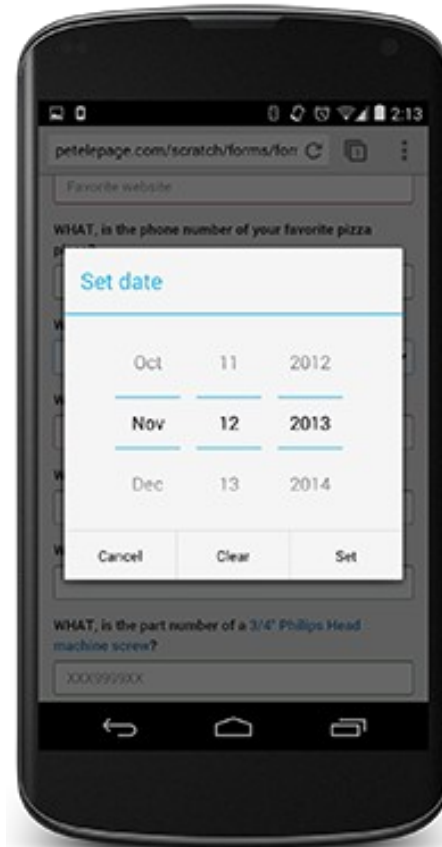 2:13
petelepage.com/scratch/forms/forr
1
Favorite website
WHAT, is the phone number of your favorite pizza
Set date
Oct 11 2012
Nov 12 2013
Dec 13 2014
Cancel Clear Set
WHAT, is the part number of a 3/4" Philips Head
machine screw?
XXX9999XX